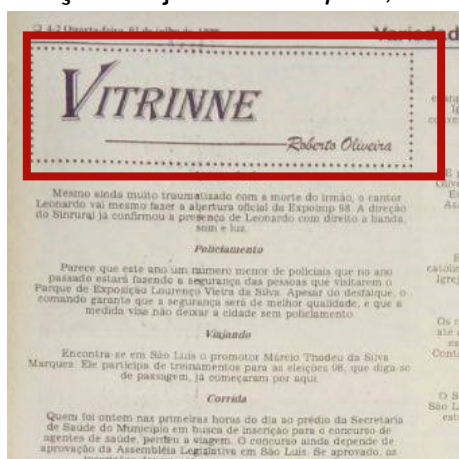 4-2 Quarta-feira, 01 de julho de 1998
Variedad
VITRINNE
Roberto Oliveira
Mesmo ainda muito traumatizado com a morte do irmão, o cantor
Leonardo vai mesmo fazer a abertura oficial da Expoimp 98. A direção
do Sinrural já confirmou a presença de Leonardo com direito a banda,
som e luz.
Policiamento
Parece que este ano um número menor de policiais que no ano
passado estará fazendo a segurança das pessoas que visitarem o
Parque de Exposição Lourenço Vieira da Silva. Apesar do desfalque, o
comando garante que a segurança será de melhor qualidade, e que a
medida visa não deixar a cidade sem policiamento
Viajando
Encontra-se em São Luís o promotor Márcio Thadeu da Silva
Marques. Ele participa de treinamentos para as eleições 98, que diga-se
de passagem, já começaram por aqui.
Corrida
Quem foi ontem nas primeiras horas do dia ao prédio da Secretaria
de Saúde do Município em busca de inscrição para o concurso de
agentes de saúde, perdeu a viagem. O concurso ainda depende de
aprovação da Assembléia Legislativa em São Luís. Se aprovado, as